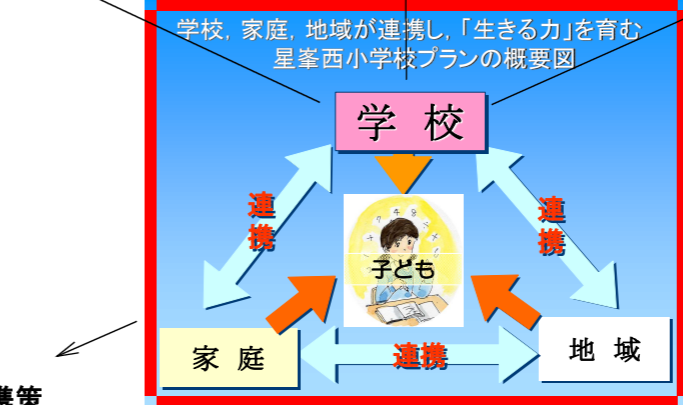 学校，家庭，地域が連携し，「生きる力」を育む
星峯西小学校プランの概要図
学 校
連携
連携
子ども
家 庭
連携
地 域
携策